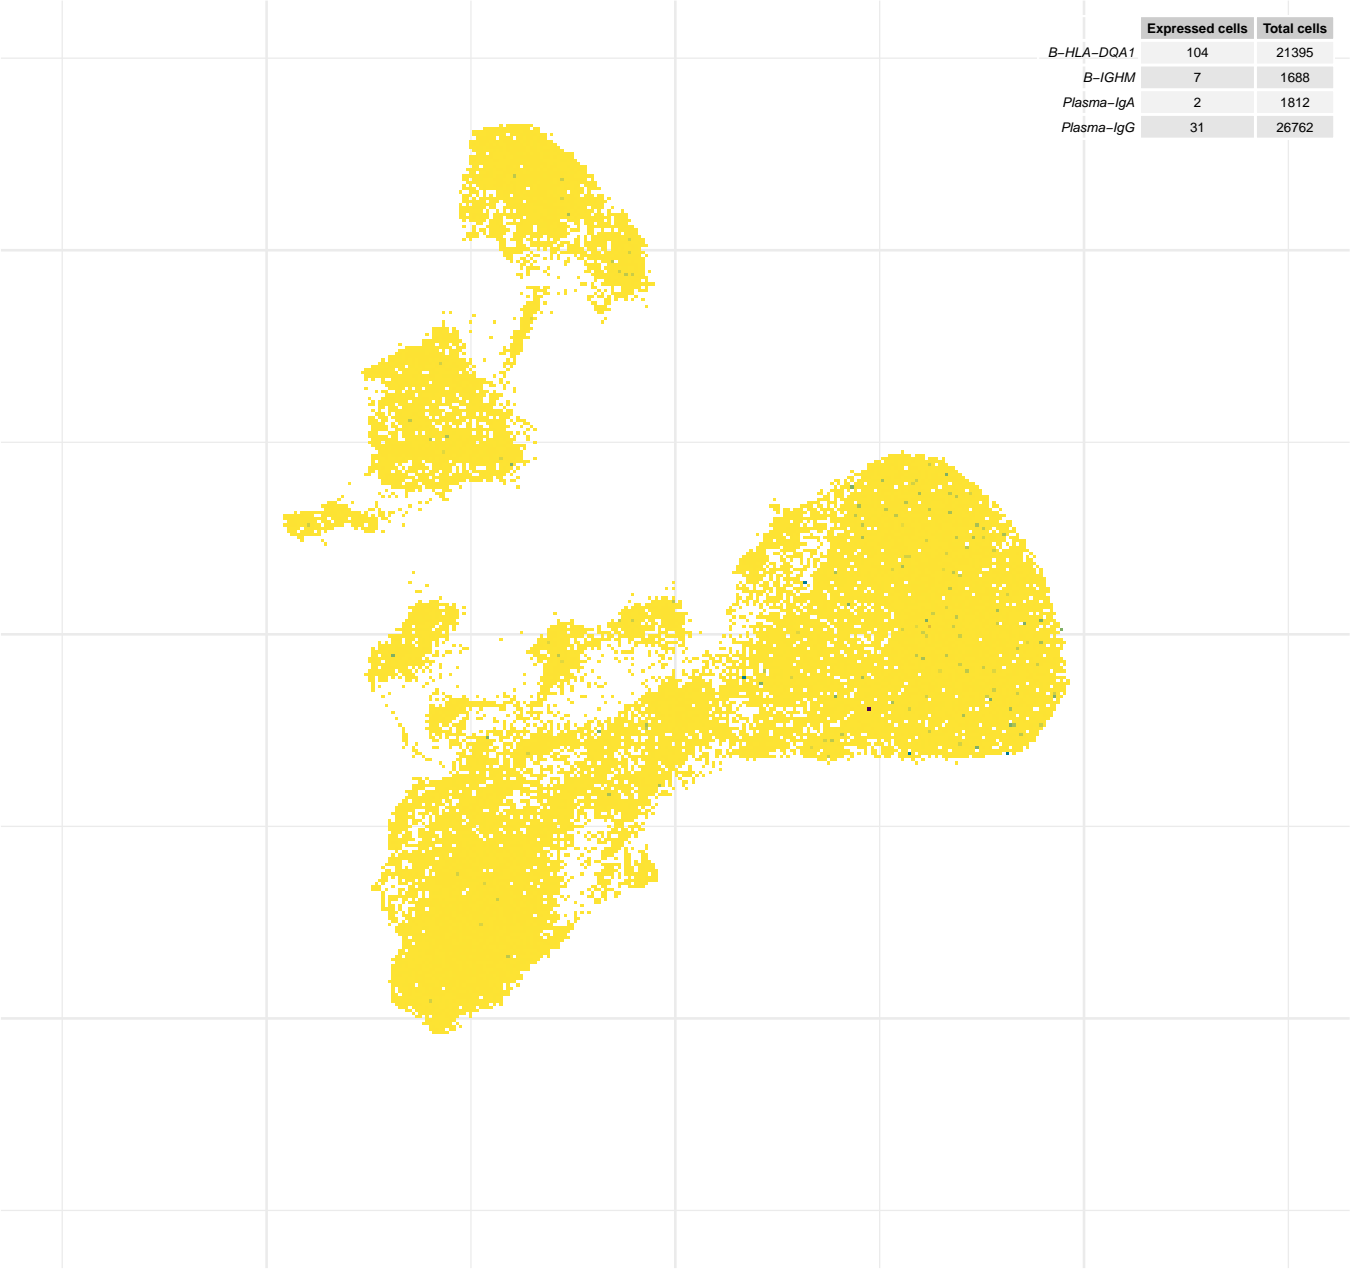 Expressed cells Total cells
B−HLA−DQA1 104 21395
B−IGHM 7 1688
Plasma−IgA 2 1812
Plasma−IgG 31 26762